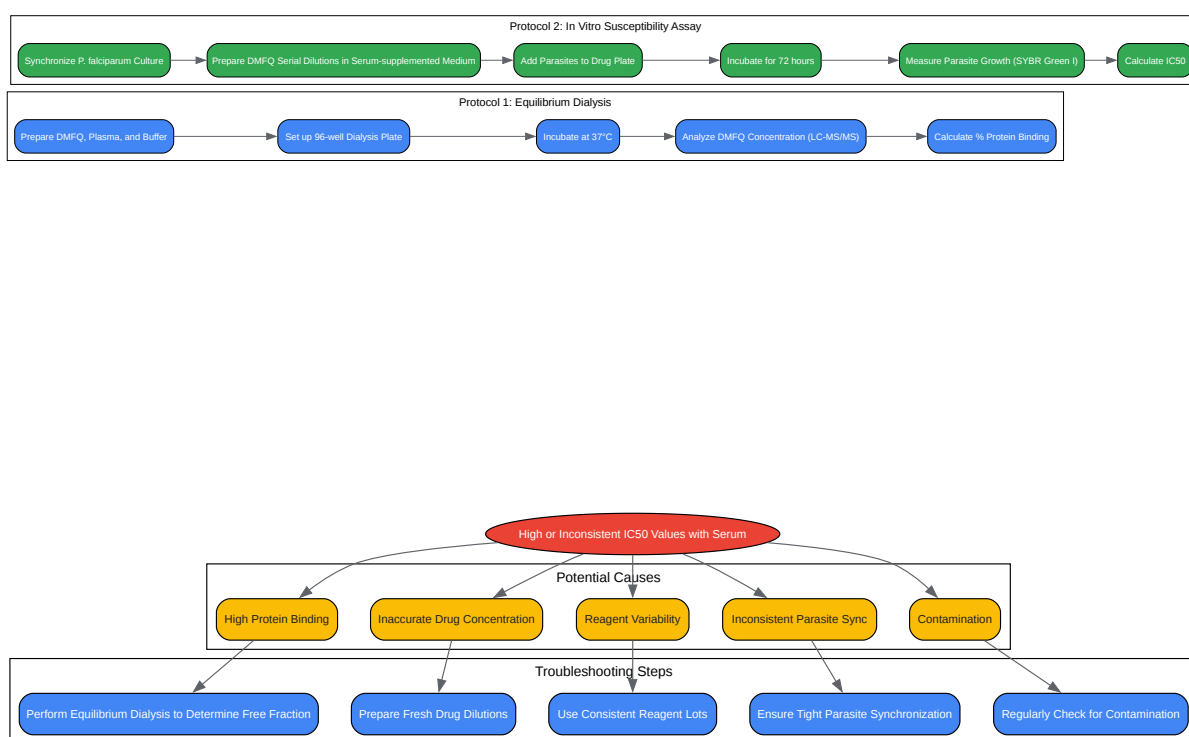 Protocol 2: In Vitro Susceptibility Assay
Synchronize P. falciparum Culture
Prepare DMFQ Serial Dilutions in Serum-supplemented Medium
Add Parasites to Drug Plate
Incubate for 72 hours
Measure Parasite Growth (SYBR Green I)
Calculate IC50
Protocol 1: Equilibrium Dialysis
Prepare DMFQ, Plasma, and Buffer
Set up 96-well Dialysis Plate
Incubate at 37°C
Analyze DMFQ Concentration (LC-MS/MS)
Calculate % Protein Binding
High or Inconsistent IC50 Values with Serum
Potential Causes
High Protein Binding
Inaccurate Drug Concentration
Reagent Variability
Inconsistent Parasite Sync
Contamination
Troubleshooting Steps
Perform Equilibrium Dialysis to Determine Free Fraction
Prepare Fresh Drug Dilutions
Use Consistent Reagent Lots
Ensure Tight Parasite Synchronization
Regularly Check for Contamination